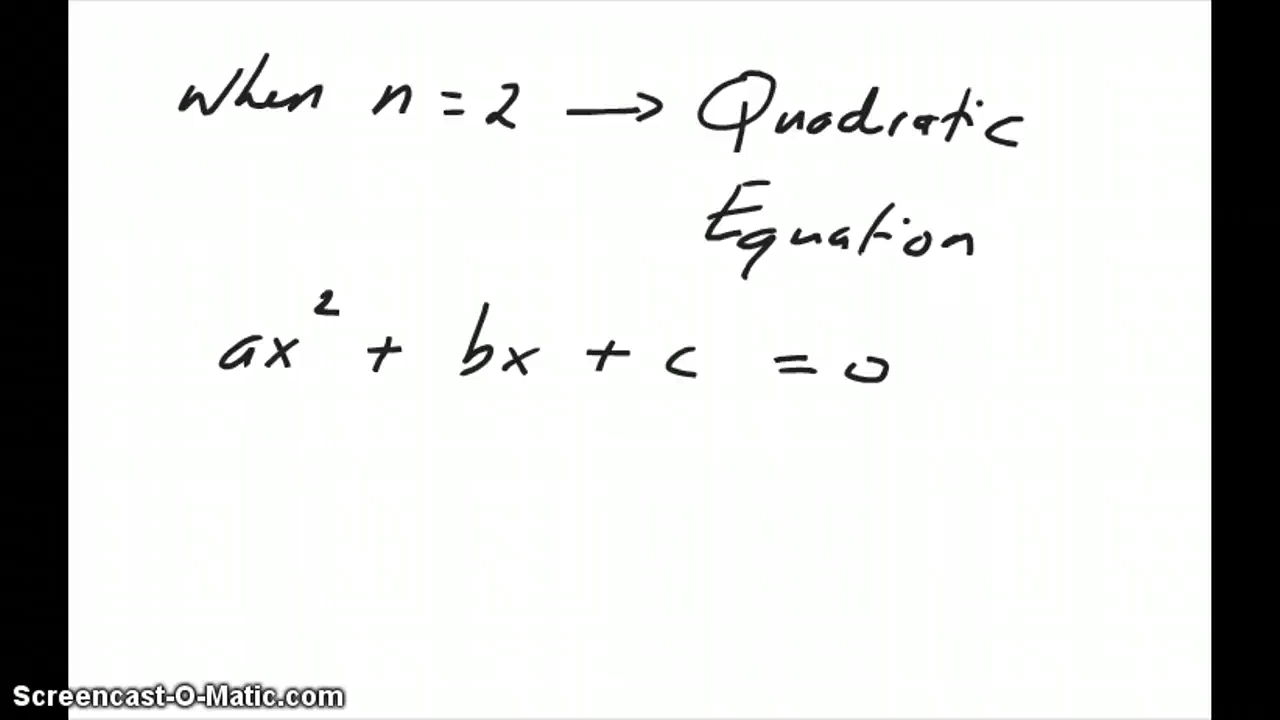 When n = 2 → Quadratic
Equation
ax² + bx + c = 0
Screencast-O-Matic.com